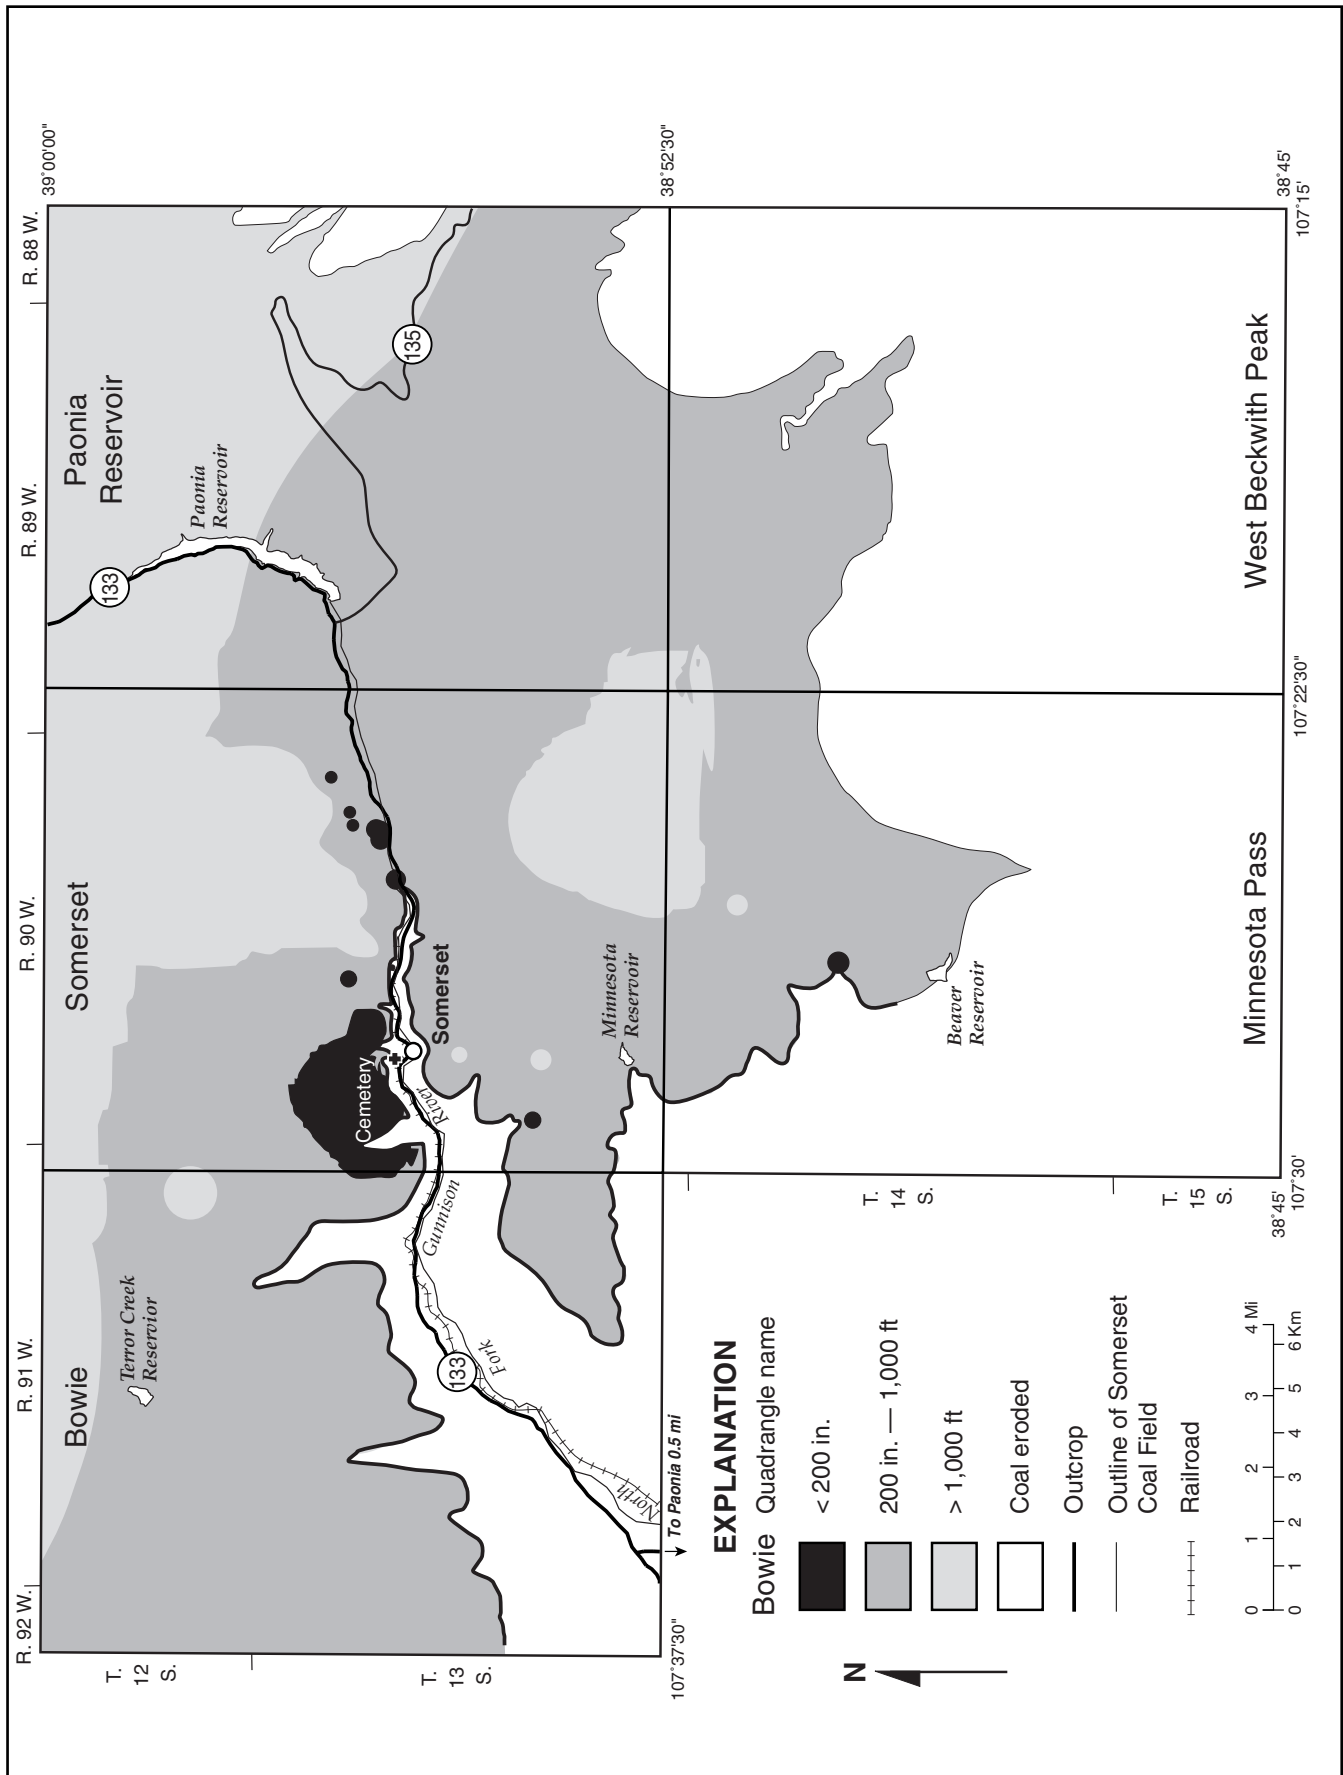 R. 92 W.
R. 91 W.
R. 90 W.
R. 89 W.
R. 88 W.
39°00'00"
T.
12
S.
Bowie
Somerset
Paonia
Reservoir
Terror Creek
Reservior
133
Paonia
Reservoir
Cemetery
135
T.
13
S.
133
Gunnison
River
Somerset
Fork
North
Minnesota
Reservoir
107°37'30"
To Paonia 0.5 mi
38°52'30"
T.
14
S.
Beaver
Reservoir
T.
15
S.
Minnesota Pass
West Beckwith Peak
38°45'
107°30'
107°22'30"
38°45'
107°15'
N
EXPLANATION
Bowie Quadrangle name
< 200 in.
200 in. — 1,000 ft
> 1,000 ft
Coal eroded
Outcrop
Outline of Somerset
Coal Field
Railroad
0 1 2 3 4 Mi
0 1 2 3 4 5 6 Km